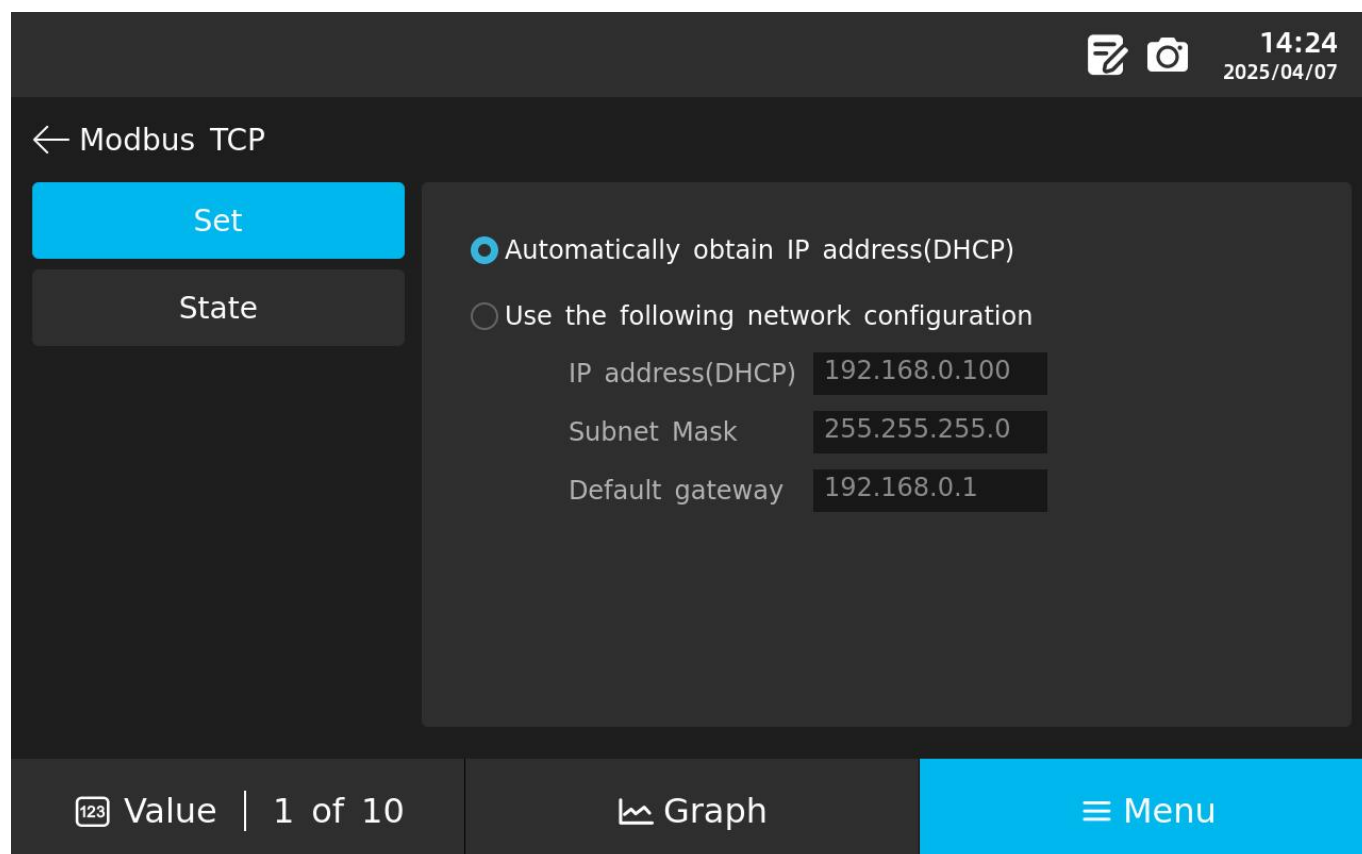 14:24
2025/04/07
Modbus TCP
Set
State
Automatically obtain IP address(DHCP)
Use the following network configuration
IP address(DHCP) 192.168.0.100
Subnet Mask 255.255.255.0
Default gateway 192.168.0.1
123 Value | 1 of 10
Graph
Menu